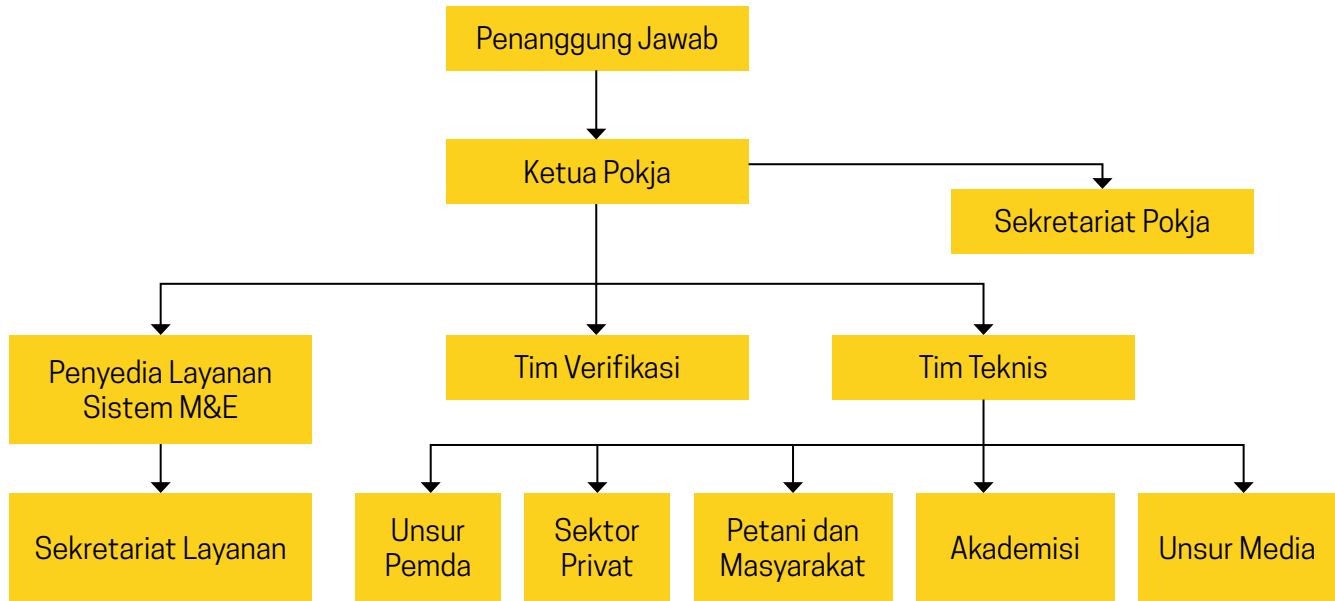 Penanggung Jawab
Ketua Pokja
Sekretariat Pokja
Penyedia Layanan
Sistem M&E
Tim Verifikasi
Tim Teknis
Sekretariat Layanan
Unsur
Pemda
Sektor
Privat
Petani dan
Masyarakat
Akademisi
Unsur Media